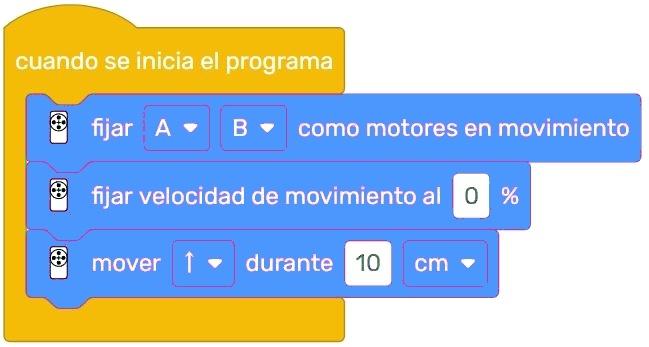 cuando se inicia el programa
fijar A B como motores en movimiento
fijar velocidad de movimiento al 0 %
mover ↑ durante 10 cm